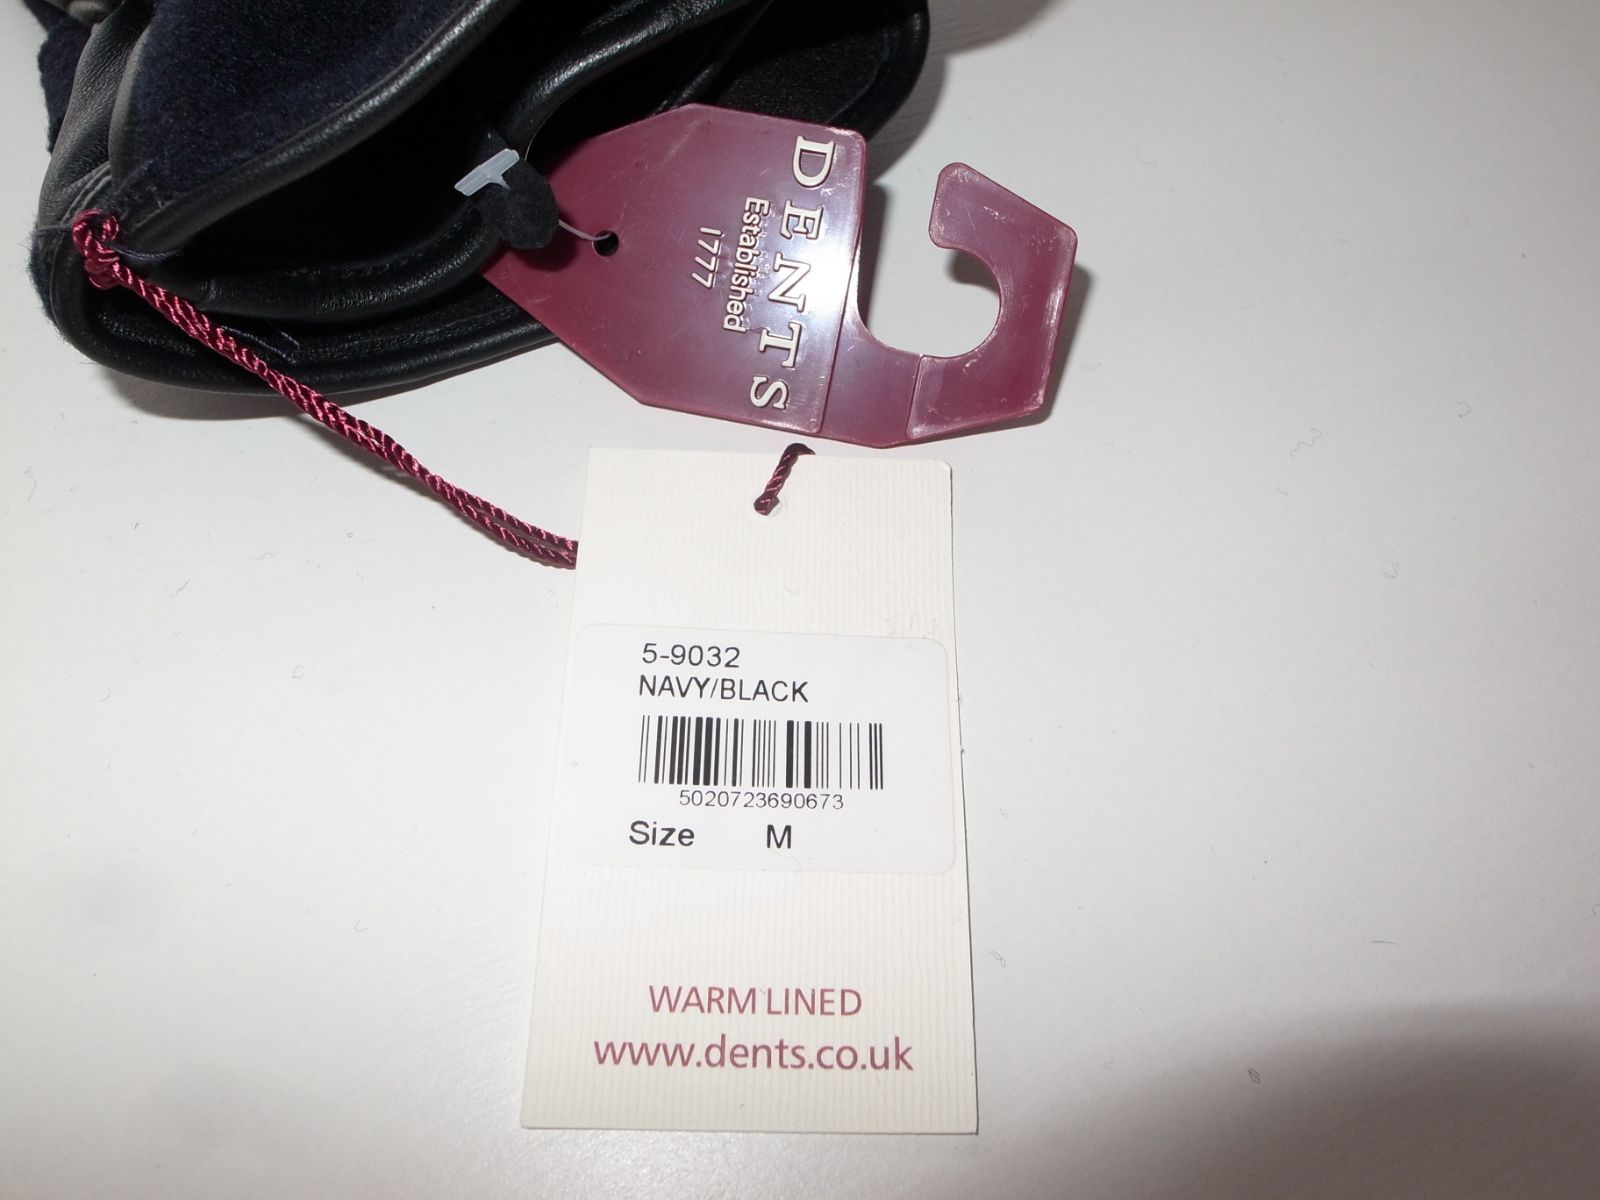 DENTS
Established
1777
5-9032
NAVY/BLACK
5020723690673
Size M
WARM LINED
www.dents.co.uk